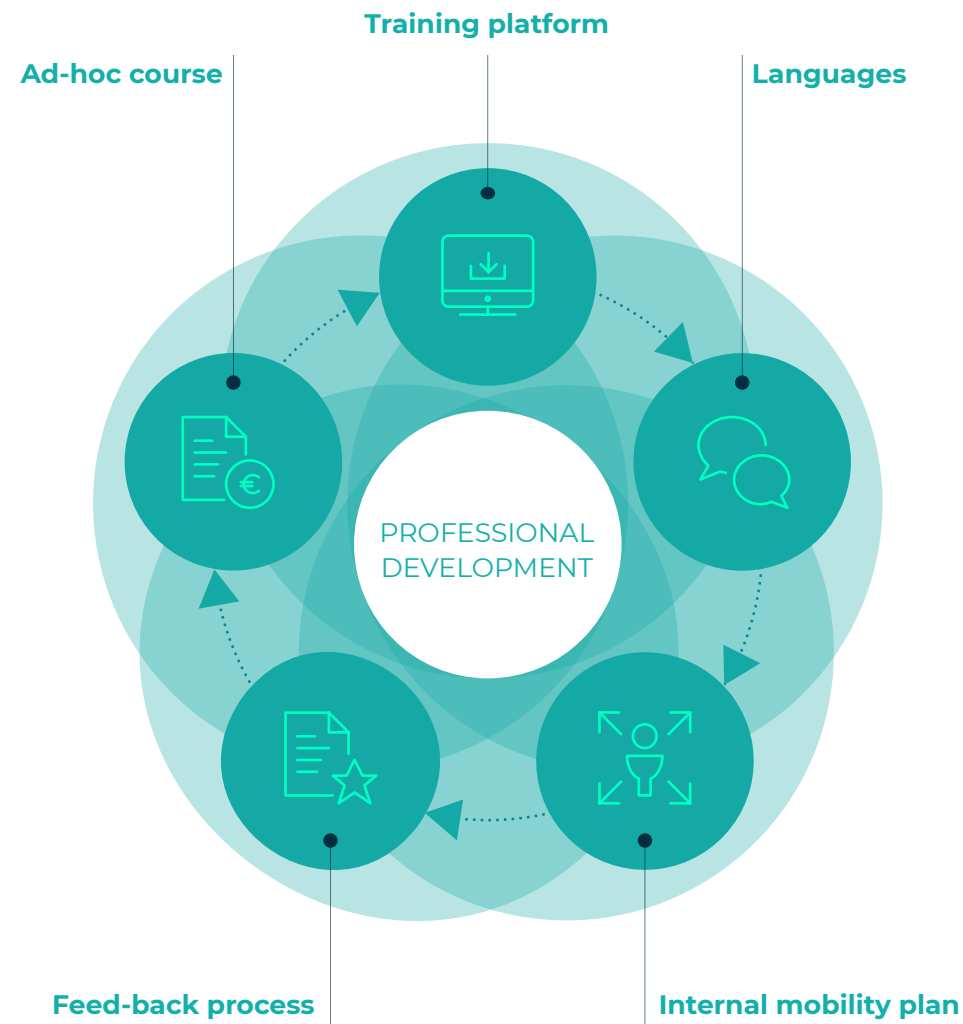 Training platform
Ad-hoc course
Languages
€
PROFESSIONAL
DEVELOPMENT
Feed-back process
Internal mobility plan